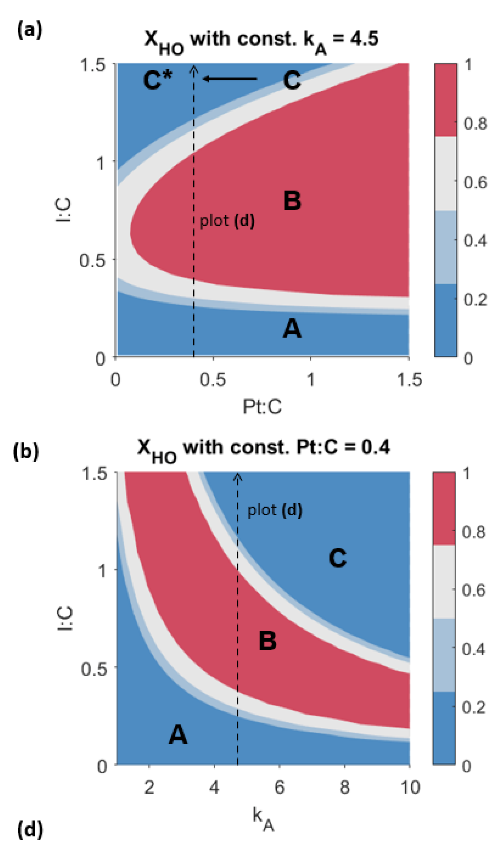 (a)
X_HO with const. k_A = 4.5
1.5
1
0.5
0
I:C
C*
C
B
A
plot (d)
0
0.5
1
1.5
Pt:C
1
0.8
0.6
0.4
0.2
0
(b)
X_HO with const. Pt:C = 0.4
1.5
1
0.5
0
I:C
plot (d)
C
B
A
2
4
6
8
10
k_A
1
0.8
0.6
0.4
0.2
0
(d)